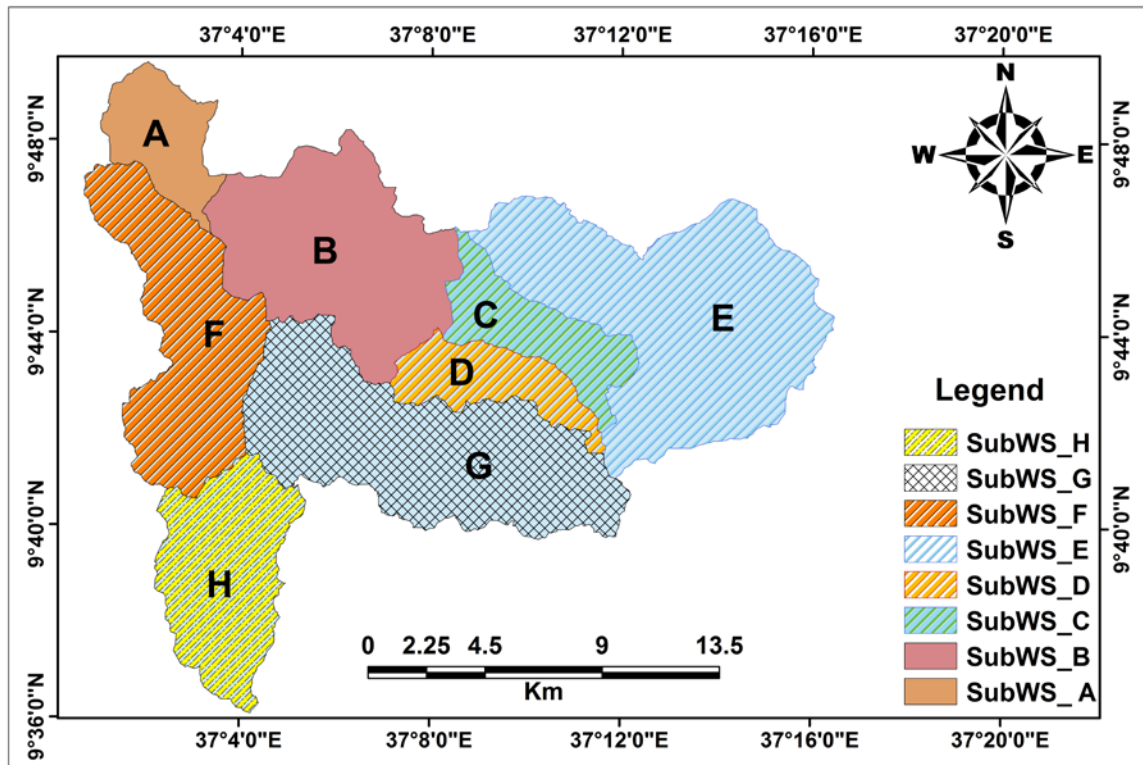 37°4'0"E 37°8'0"E 37°12'0"E 37°16'0"E 37°20'0"E
N
W E
S
9°48'0"N 9°48'0"N
9°44'0"N 9°44'0"N
9°40'0"N 9°40'0"N
9°36'0"N
A
B
C
E
F
D
G
H
Legend
SubWS_H
SubWS_G
SubWS_F
SubWS_E
SubWS_D
SubWS_C
SubWS_B
SubWS_ A
0 2.25 4.5 9 13.5
Km
37°4'0"E 37°8'0"E 37°12'0"E 37°16'0"E 37°20'0"E